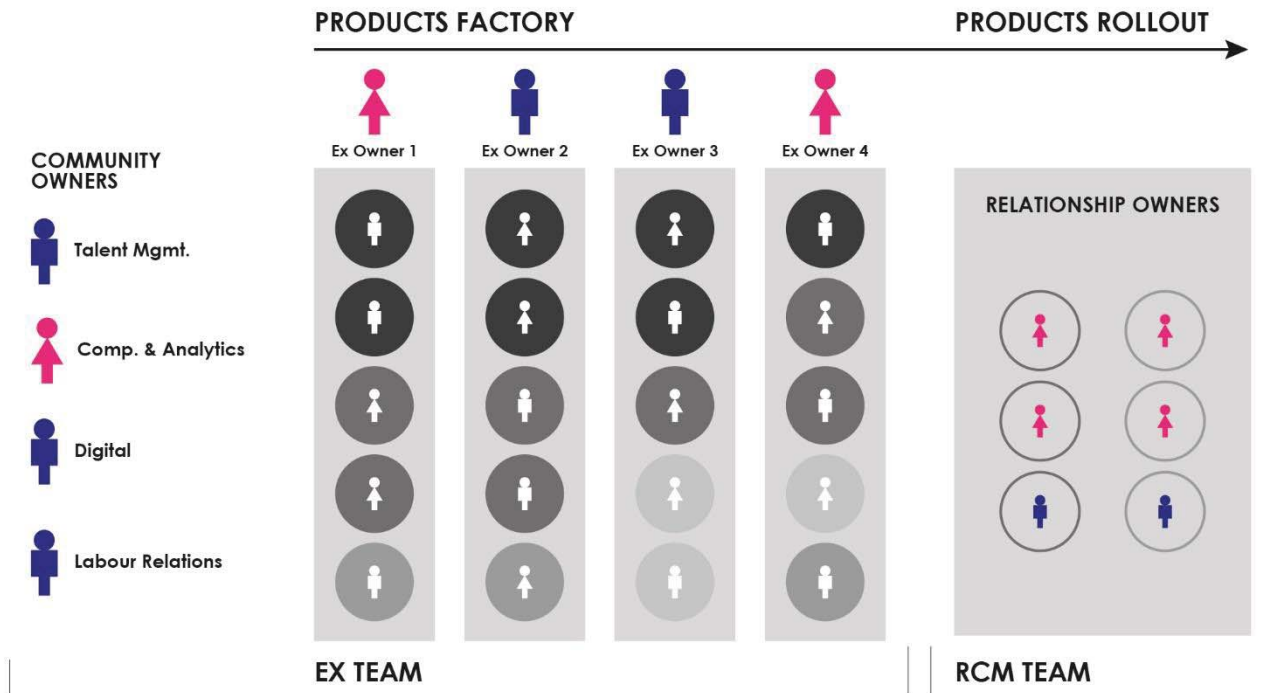 PRODUCTS FACTORY
PRODUCTS ROLLOUT
Ex Owner 1
Ex Owner 2
Ex Owner 3
Ex Owner 4
COMMUNITY
OWNERS
Talent Mgmt.
Comp. & Analytics
Digital
Labour Relations
RELATIONSHIP OWNERS
EX TEAM
RCM TEAM